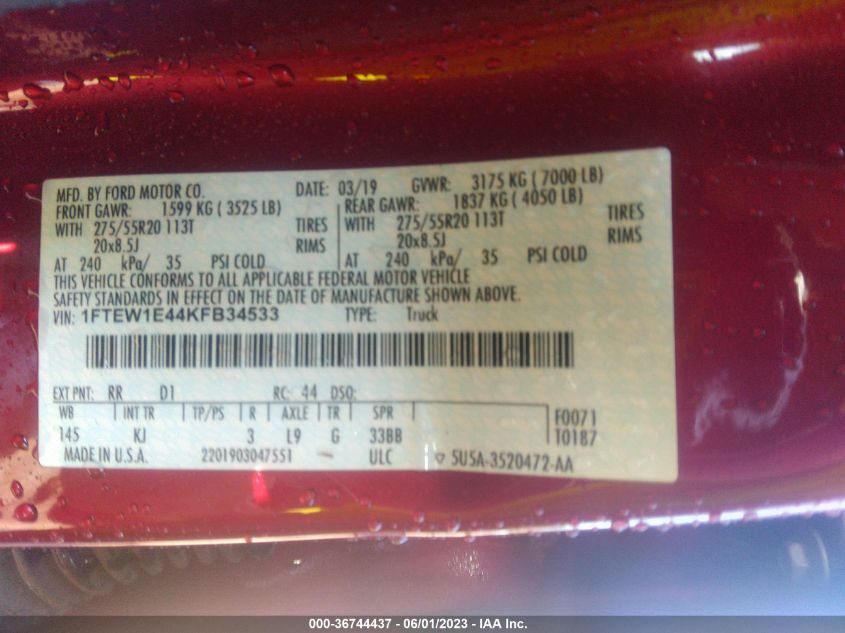 MFD. BY FORD MOTOR CO. DATE: 03/19 GVWR: 3175 KG ( 7000 LB)
FRONT GAWR: 1599 KG ( 3525 LB) REAR GAWR: 1837 KG ( 4050 LB)
WITH 275/55R20 113T TIRES WITH 275/55R20 113T TIRES
20x8.5J RIMS 20x8.5J RIMS
AT 240 kPa/ 35 PSI COLD AT 240 kPa/ 35 PSI COLD
THIS VEHICLE CONFORMS TO ALL APPLICABLE FEDERAL MOTOR VEHICLE
SAFETY STANDARDS IN EFFECT ON THE DATE OF MANUFACTURE SHOWN ABOVE.
VIN: 1FTEW1E44KFB34533 TYPE: Truck
EXT PNT: RR D1 RC: 44 DSO:
WB INT TR TP/PS R AXLE TR SPR F0071
145 KJ 3 L9 G 33BB T0187
MADE IN U.S.A. 2201903047551 ULC 5U5A-3520472-AA
000-36744437 - 06/01/2023 - IAA Inc.